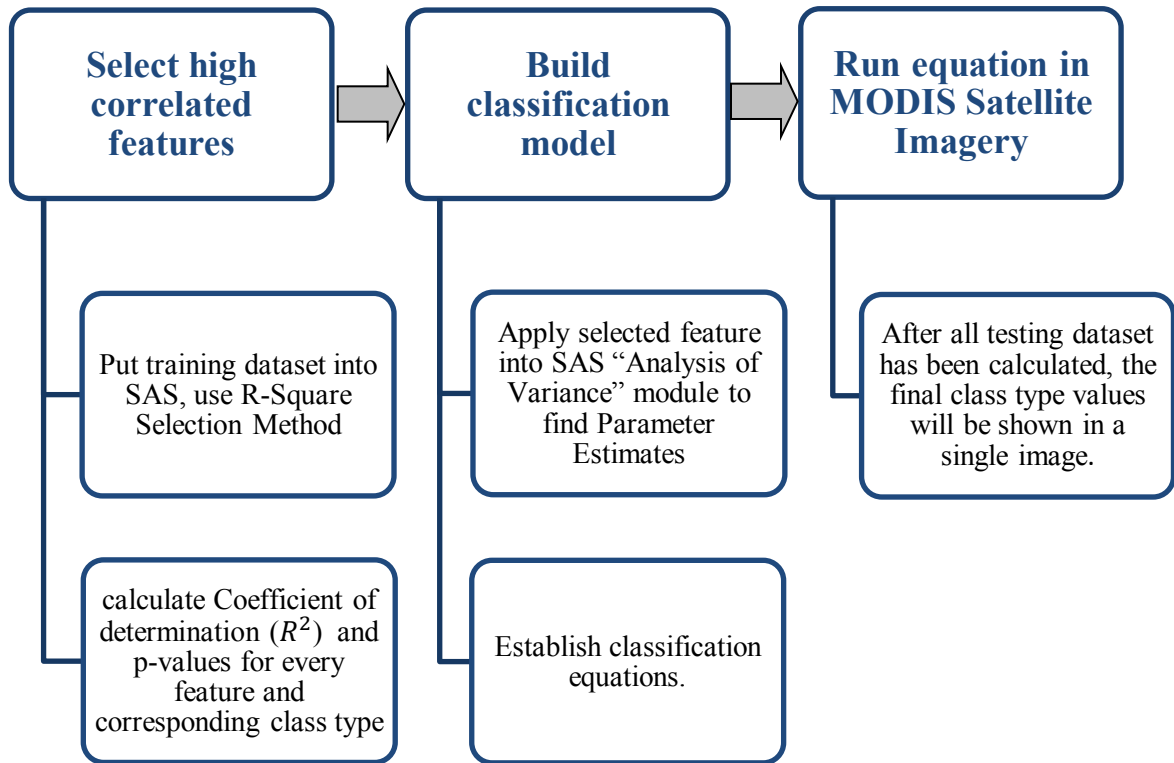 Select high
correlated
features
Build
classification
model
Run equation in
MODIS Satellite
Imagery
Put training dataset into
SAS, use R-Square
Selection Method
calculate Coefficient of
determination (𝑅²) and
p-values for every
feature and
corresponding class type
Apply selected feature
into SAS “Analysis of
Variance” module to
find Parameter
Estimates
Establish classification
equations.
After all testing dataset
has been calculated, the
final class type values
will be shown in a
single image.